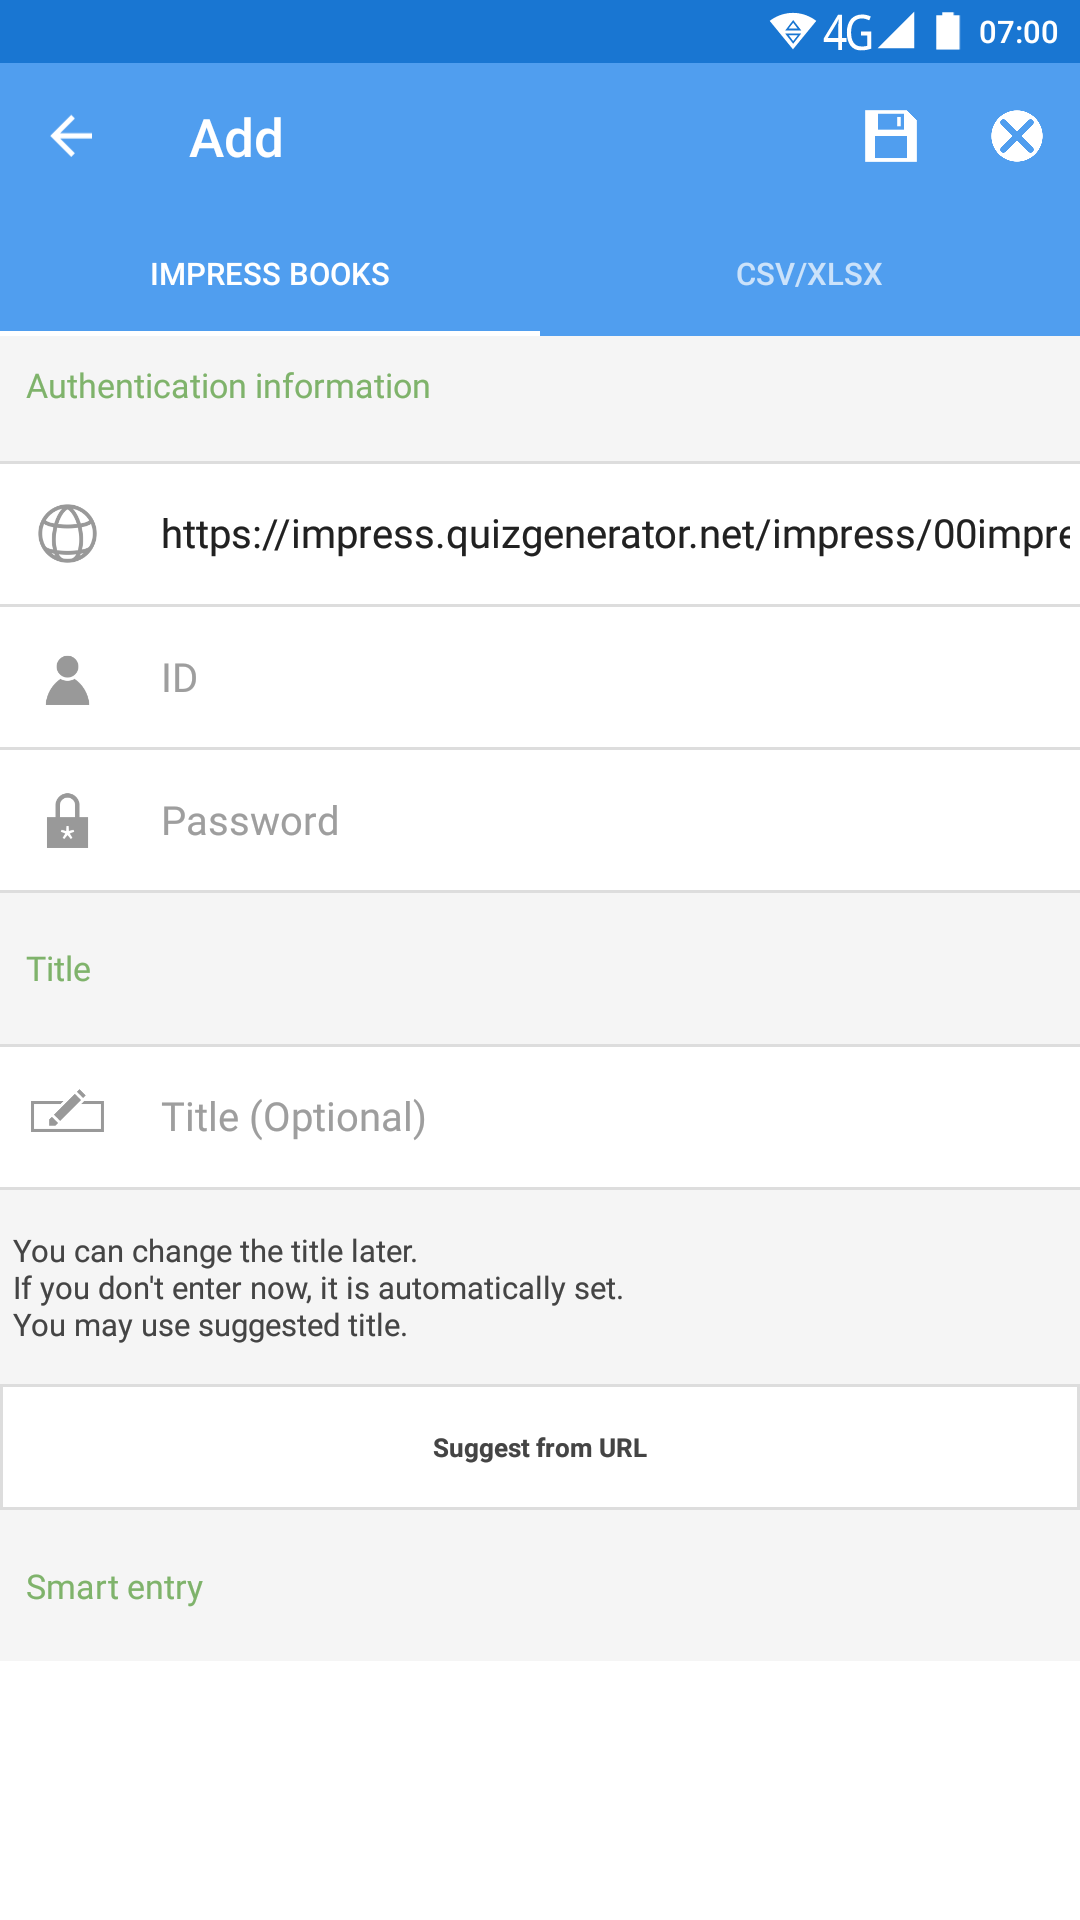 4G 07:00
Add
IMPRESS BOOKS CSV/XLSX
Authentication information
https://impress.quizgenerator.net/impress/00impre
ID
Password
*
Title
Title (Optional)
You can change the title later.
If you don't enter now, it is automatically set.
You may use suggested title.
Suggest from URL
Smart entry